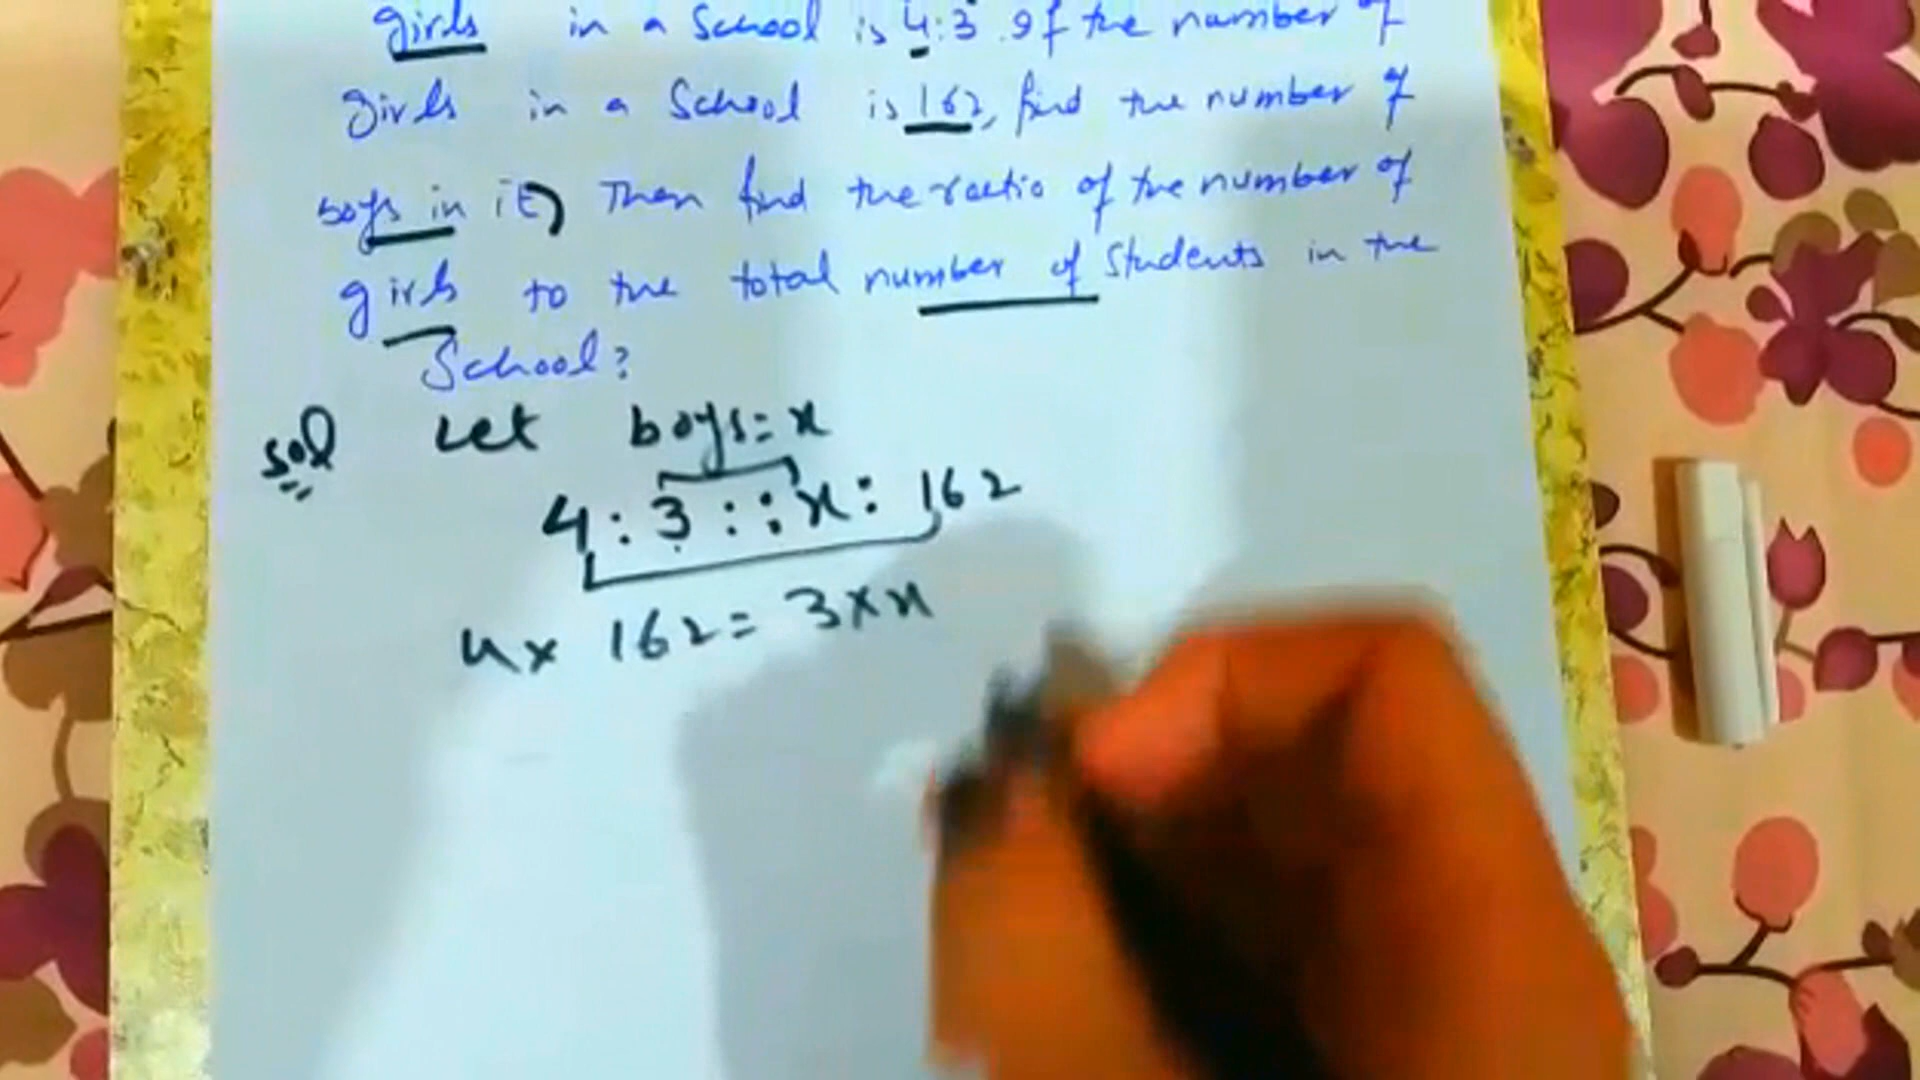 girls in a School is 4:3. If the number of
girls in a School is 162, find the number of
boys in it) Then find the ratio of the number of
girls to the total number of Students in the
School?
Sol Let boys = x
4 : 3 :: x : 162
4 x 162 = 3 x x